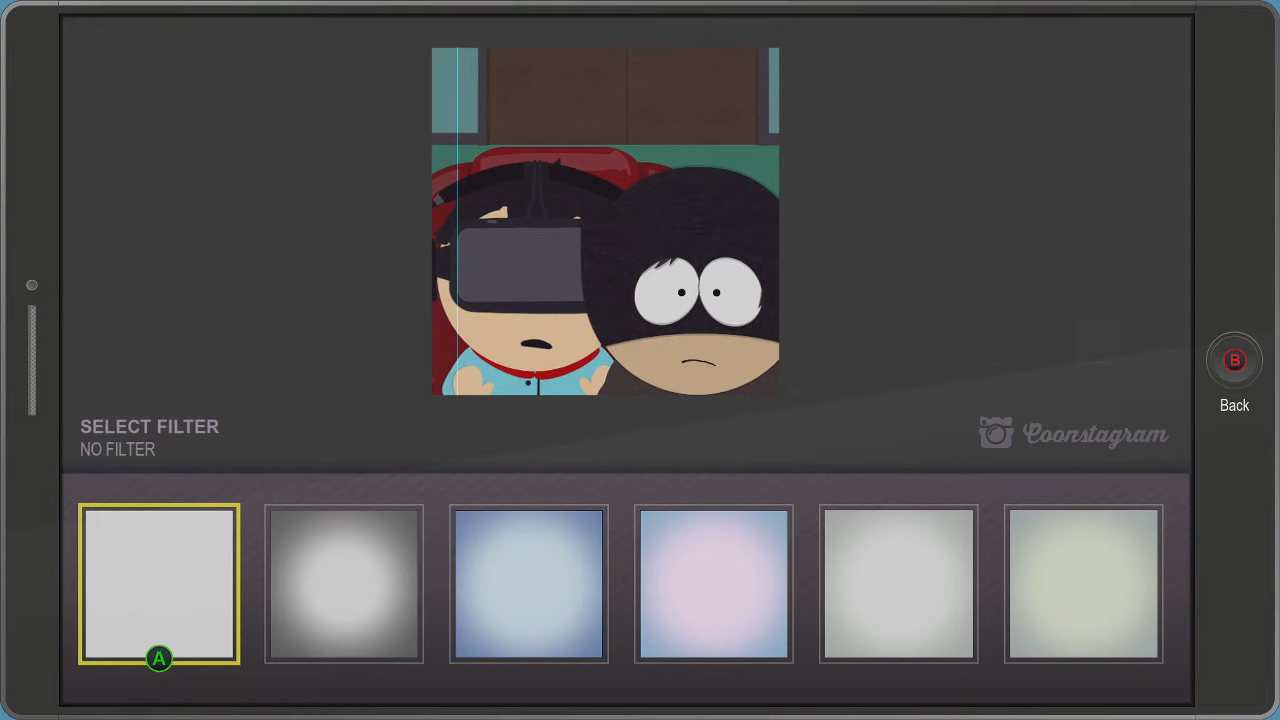 SELECT FILTER
NO FILTER
Coonstagram
B
Back
A